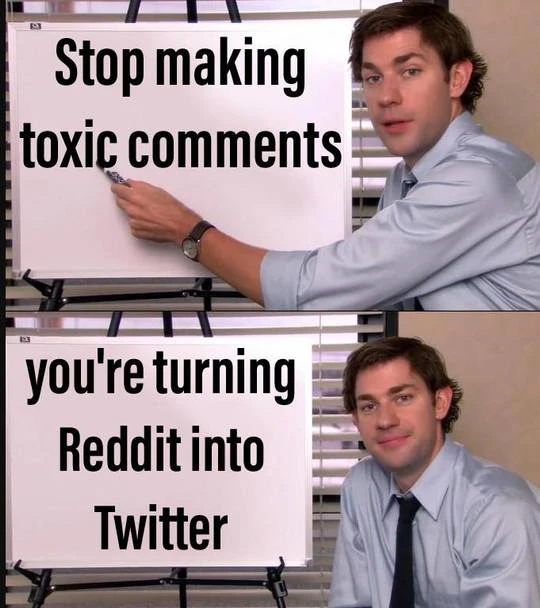 Stop making
toxic comments
you're turning
Reddit into
Twitter